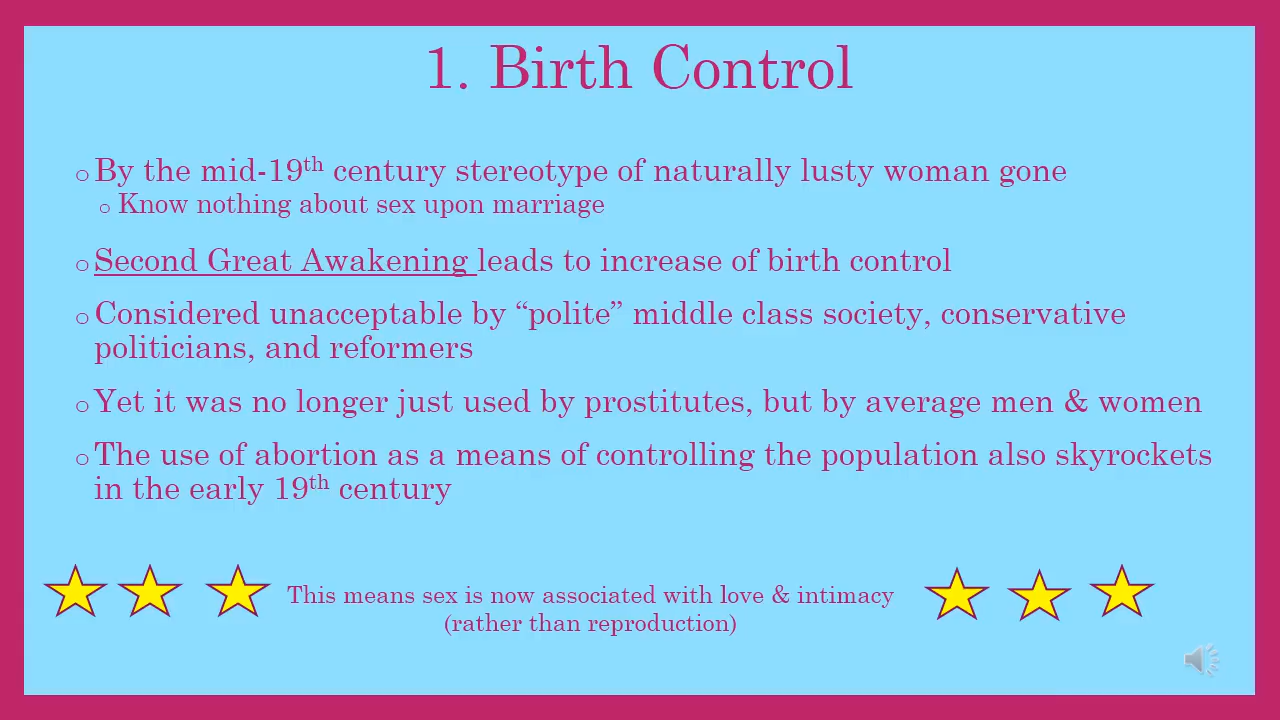 1. Birth Control
o By the mid-19th century stereotype of naturally lusty woman gone
o Know nothing about sex upon marriage
o Second Great Awakening leads to increase of birth control
o Considered unacceptable by “polite” middle class society, conservative
politicians, and reformers
o Yet it was no longer just used by prostitutes, but by average men & women
o The use of abortion as a means of controlling the population also skyrockets
in the early 19th century
This means sex is now associated with love & intimacy
(rather than reproduction)